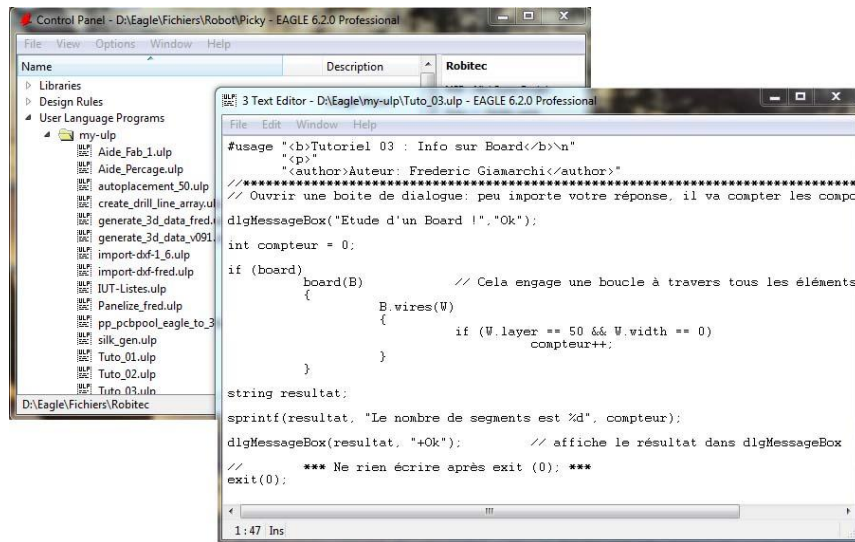 Control Panel - D:\Eagle\Fichiers\Robot\Picky - EAGLE 6.2.0 Professional
File View Options Window Help
Name Description Robitec
Libraries
Design Rules
User Language Programs
my-ulp
Aide_Fab_1.ulp
Aide_Percage.ulp
autoplacement_50.ulp
create_drill_line_array.ul
generate_3d_data_fred.
generate_3d_data_v091.
import-dxf-1_6.ulp
import-dxf-fred.ulp
IUT-Listes.ulp
Panelize_fred.ulp
pp_pcbpool_eagle_to_3
silk_gen.ulp
Tuto_01.ulp
Tuto_02.ulp
Tuto_03.ulp
D:\Eagle\Fichiers\Robitec
3 Text Editor - D:\Eagle\my-ulp\Tuto_03.ulp - EAGLE 6.2.0 Professional
File Edit Window Help
#usage "<b>Tutoriel 03 : Info sur Board</b>\n"
"<p>"
"<author>Auteur: Frederic Giamarchi</author>"
// Ouvrir une boite de dialogue: peu importe votre réponse, il va compter les compo
dlgMessageBox("Etude d'un Board !","Ok");
int compteur = 0;
if (board)
board(B) // Cela engage une boucle à travers tous les éléments
{
B.wires(W)
{
if (W.layer == 50 && W.width == 0)
compteur++;
}
}
string resultat;
sprintf(resultat, "Le nombre de segments est %d", compteur);
dlgMessageBox(resultat, "+Ok"); // affiche le résultat dans dlgMessageBox
// *** Ne rien écrire après exit (0); ***
exit(0);
1:47 Ins